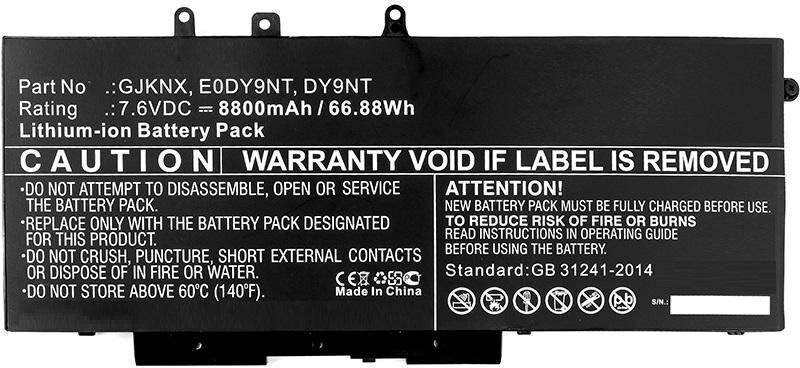 Part No .:GJKNX, E0DY9NT, DY9NT
Rating .:7.6VDC ⎓ 8800mAh / 66.88Wh
Lithium-ion Battery Pack
CAUTION WARRANTY VOID IF LABEL IS REMOVED
•DO NOT ATTEMPT TO DISASSEMBLE, OPEN OR SERVICE
THE BATTERY PACK.
•REPLACE ONLY WITH THE BATTERY PACK DESIGNATED
FOR THIS PRODUCT.
•DO NOT CRUSH, PUNCTURE, SHORT EXTERNAL CONTACTS
OR DISPOSE OF IN FIRE OR WATER.
•DO NOT STORE ABOVE 60°C (140°F).
CE
Made In China
ATTENTION!
NEW BATTERY PACK MUST BE FULLY CHARGED BEFORE USE.
TO REDUCE RISK OF FIRE OR BURNS
READ INSTRUCTIONS IN OPERATING GUIDE
BEFORE USING THE BATTERY.
Standard:GB 31241-2014
pb
S/N.: